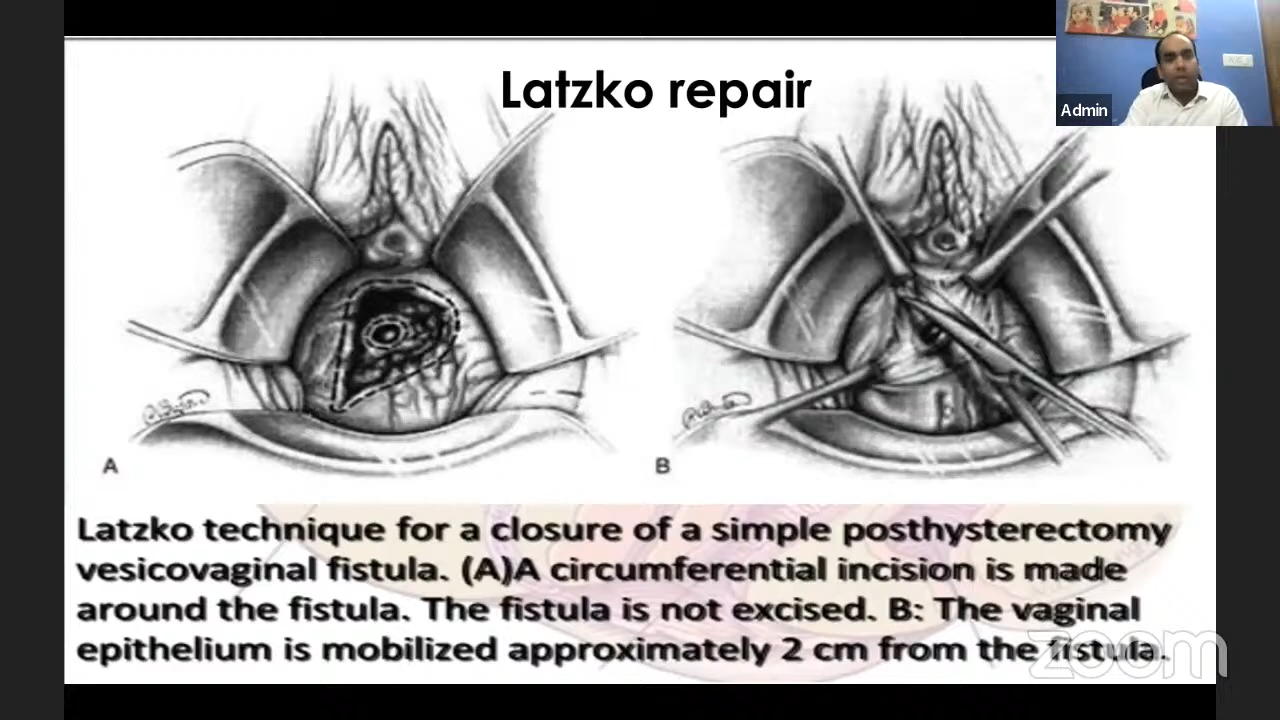 Latzko repair
Admin
A
B
Latzko technique for a closure of a simple posthysterectomy
vesicovaginal fistula. (A)A circumferential incision is made
around the fistula. The fistula is not excised. B: The vaginal
epithelium is mobilized approximately 2 cm from the fistula.
zoom